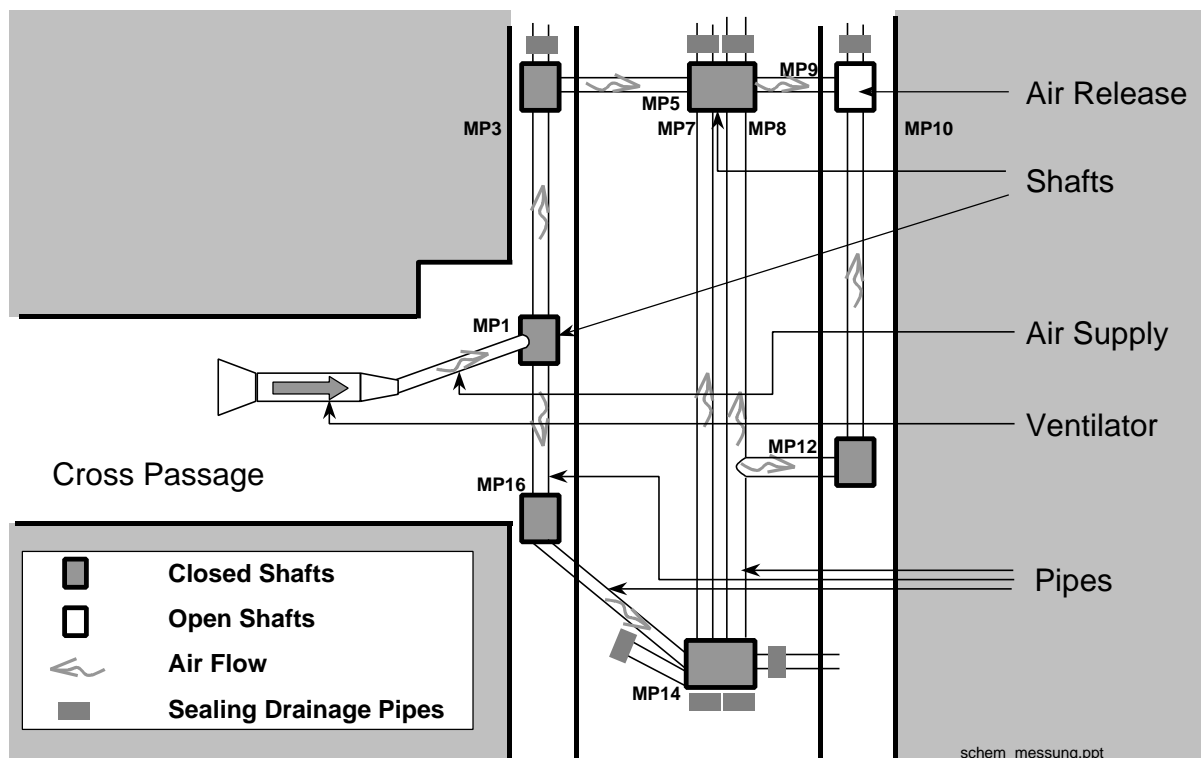 MP9
Air Release
MP5
MP3
MP7
MP8
MP10
Shafts
MP1
Air Supply
Ventilator
MP12
Cross Passage
MP16
Closed Shafts
Pipes
Open Shafts
Air Flow
MP14
Sealing Drainage Pipes
schem_messung.ppt